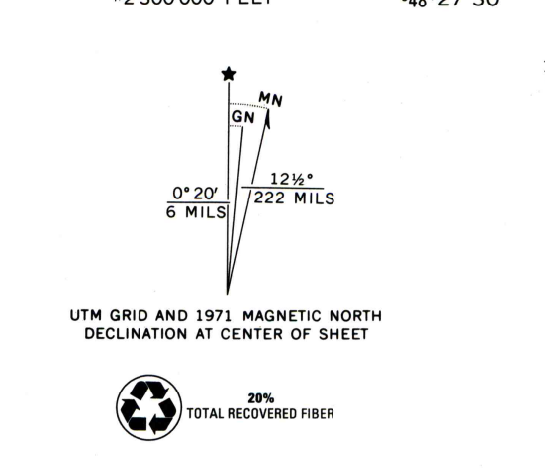 MN
GN
0° 20′
6 MILS
12½°
222 MILS
UTM GRID AND 1971 MAGNETIC NORTH
DECLINATION AT CENTER OF SHEET
20%
TOTAL RECOVERED FIBER